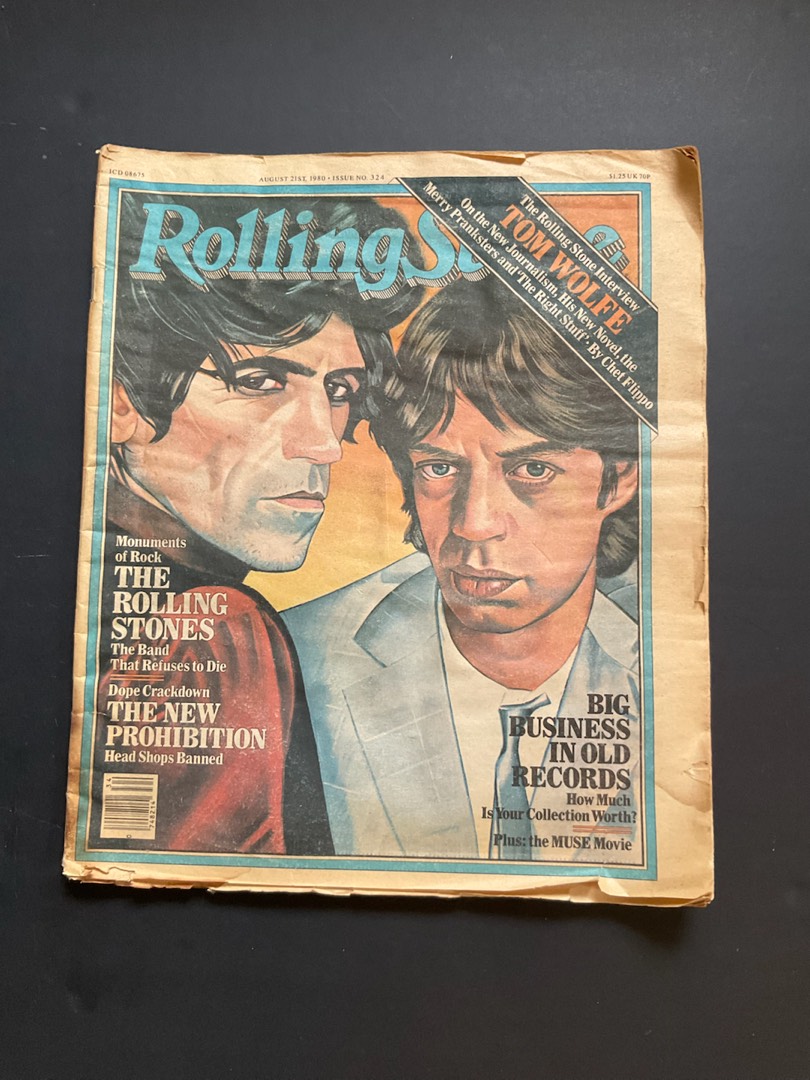 ICD 08675
AUGUST 21ST, 1980 • ISSUE NO. 324
$1.25 UK 70P
Rolling
The Rolling Stone Interview
TOM WOLFE
On the New Journalism, His New Novel, the
Merry Pranksters and 'The Right Stuff' • By Chet Flippo
Monuments
of Rock
THE
ROLLING
STONES
The Band
That Refuses to Die
Dope Crackdown
THE NEW
PROHIBITION
Head Shops Banned
BIG
BUSINESS
IN OLD
RECORDS
How Much
Is Your Collection Worth?
Plus: the MUSE Movie
34